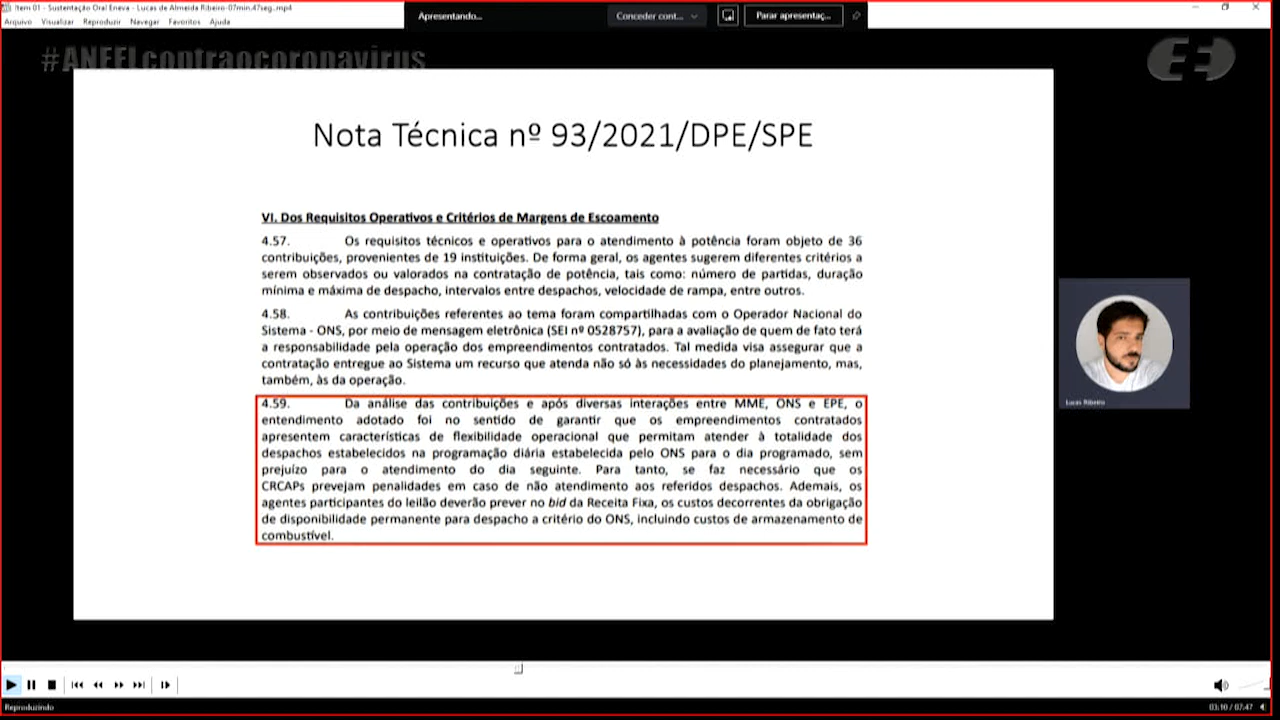 Item 01 - Sustentação Oral Eneva - Lucas de Almeida Ribeiro-07min.47seg..mp4
Arquivo Visualizar Reproduzir Navegar Favoritos Ajuda
Apresentando...
Conceder cont...
Parar apresentaç...
#ANEELcontraocoronavirus
Nota Técnica nº 93/2021/DPE/SPE
VI. Dos Requisitos Operativos e Critérios de Margens de Escoamento
4.57. Os requisitos técnicos e operativos para o atendimento à potência foram objeto de 36
contribuições, provenientes de 19 instituições. De forma geral, os agentes sugerem diferentes critérios a
serem observados ou valorados na contratação de potência, tais como: número de partidas, duração
mínima e máxima de despacho, intervalos entre despachos, velocidade de rampa, entre outros.
4.58. As contribuições referentes ao tema foram compartilhadas com o Operador Nacional do
Sistema - ONS, por meio de mensagem eletrônica (SEI nº 0528757), para a avaliação de quem de fato terá
a responsabilidade pela operação dos empreendimentos contratados. Tal medida visa assegurar que a
contratação entregue ao Sistema um recurso que atenda não só às necessidades do planejamento, mas,
também, às da operação.
4.59. Da análise das contribuições e após diversas interações entre MME, ONS e EPE, o
entendimento adotado foi no sentido de garantir que os empreendimentos contratados
apresentem características de flexibilidade operacional que permitam atender à totalidade dos
despachos estabelecidos na programação diária estabelecida pelo ONS para o dia programado, sem
prejuízo para o atendimento do dia seguinte. Para tanto, se faz necessário que os
CRCAPs prevejam penalidades em caso de não atendimento aos referidos despachos. Ademais, os
agentes participantes do leilão deverão prever no bid da Receita Fixa, os custos decorrentes da obrigação
de disponibilidade permanente para despacho a critério do ONS, incluindo custos de armazenamento de
combustível.
Lucas Ribeiro
Reproduzindo
03:10 / 07:47